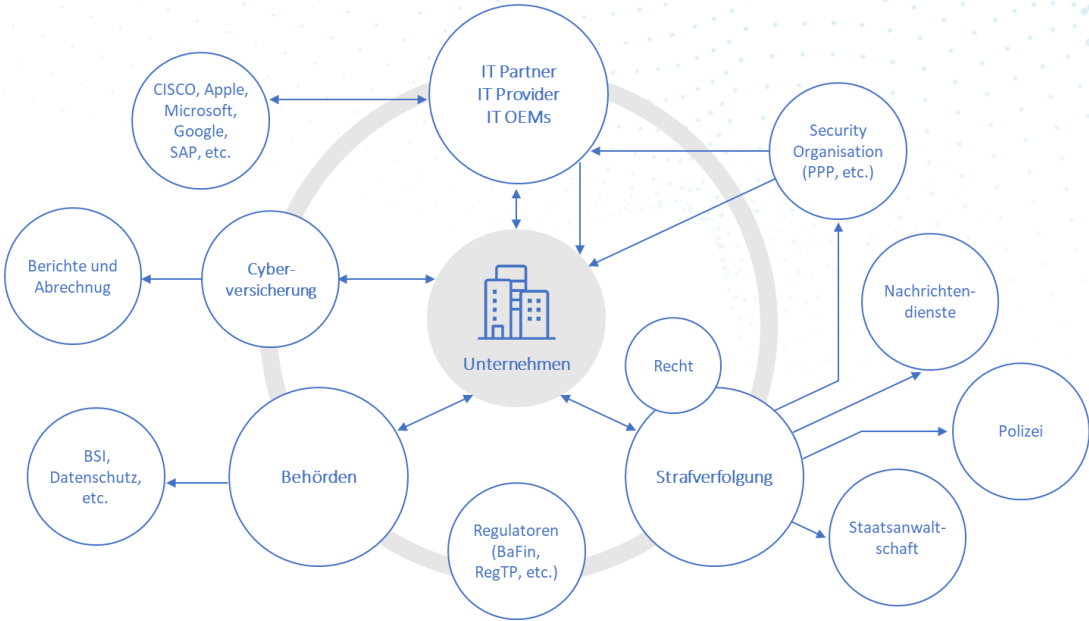 IT Partner
IT Provider
IT OEMs
CISCO, Apple,
Microsoft,
Google,
SAP, etc.
Security
Organisation
(PPP, etc.)
Berichte und
Abrechnug
Cyber-
versicherung
Unternehmen
Nachrichten-
dienste
Recht
Polizei
BSI,
Datenschutz,
etc.
Behörden
Strafverfolgung
Regulatoren
(BaFin,
RegTP, etc.)
Staatsanwalt-
schaft